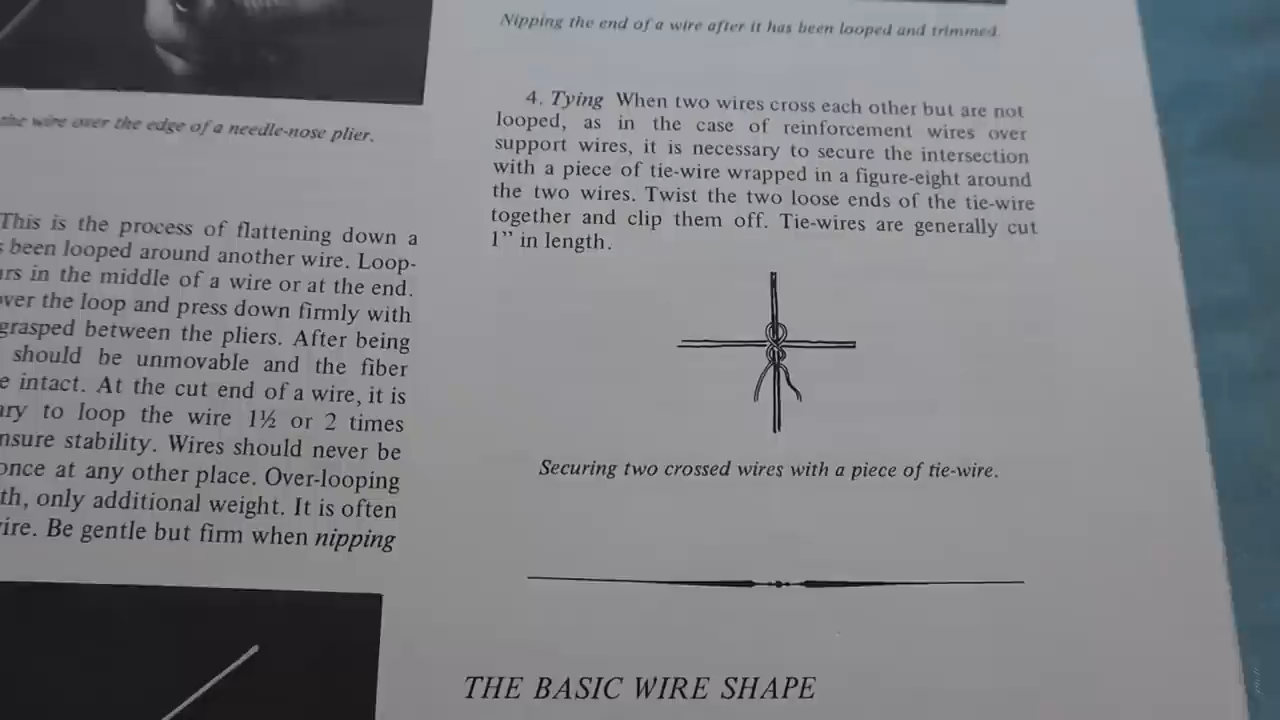 the wire over the edge of a needle-nose plier.
This is the process of flattening down a
been looped around another wire. Loop-
in the middle of a wire or at the end.
over the loop and press down firmly with
grasped between the pliers. After being
should be unmovable and the fiber
intact. At the cut end of a wire, it is
to loop the wire 1½ or 2 times
stability. Wires should never be
once at any other place. Over-looping
only additional weight. It is often
Be gentle but firm when nipping
Nipping the end of a wire after it has been looped and trimmed.
4. Tying When two wires cross each other but are not
looped, as in the case of reinforcement wires over
support wires, it is necessary to secure the intersection
with a piece of tie-wire wrapped in a figure-eight around
the two wires. Twist the two loose ends of the tie-wire
together and clip them off. Tie-wires are generally cut
1” in length.
Securing two crossed wires with a piece of tie-wire.
THE BASIC WIRE SHAPE